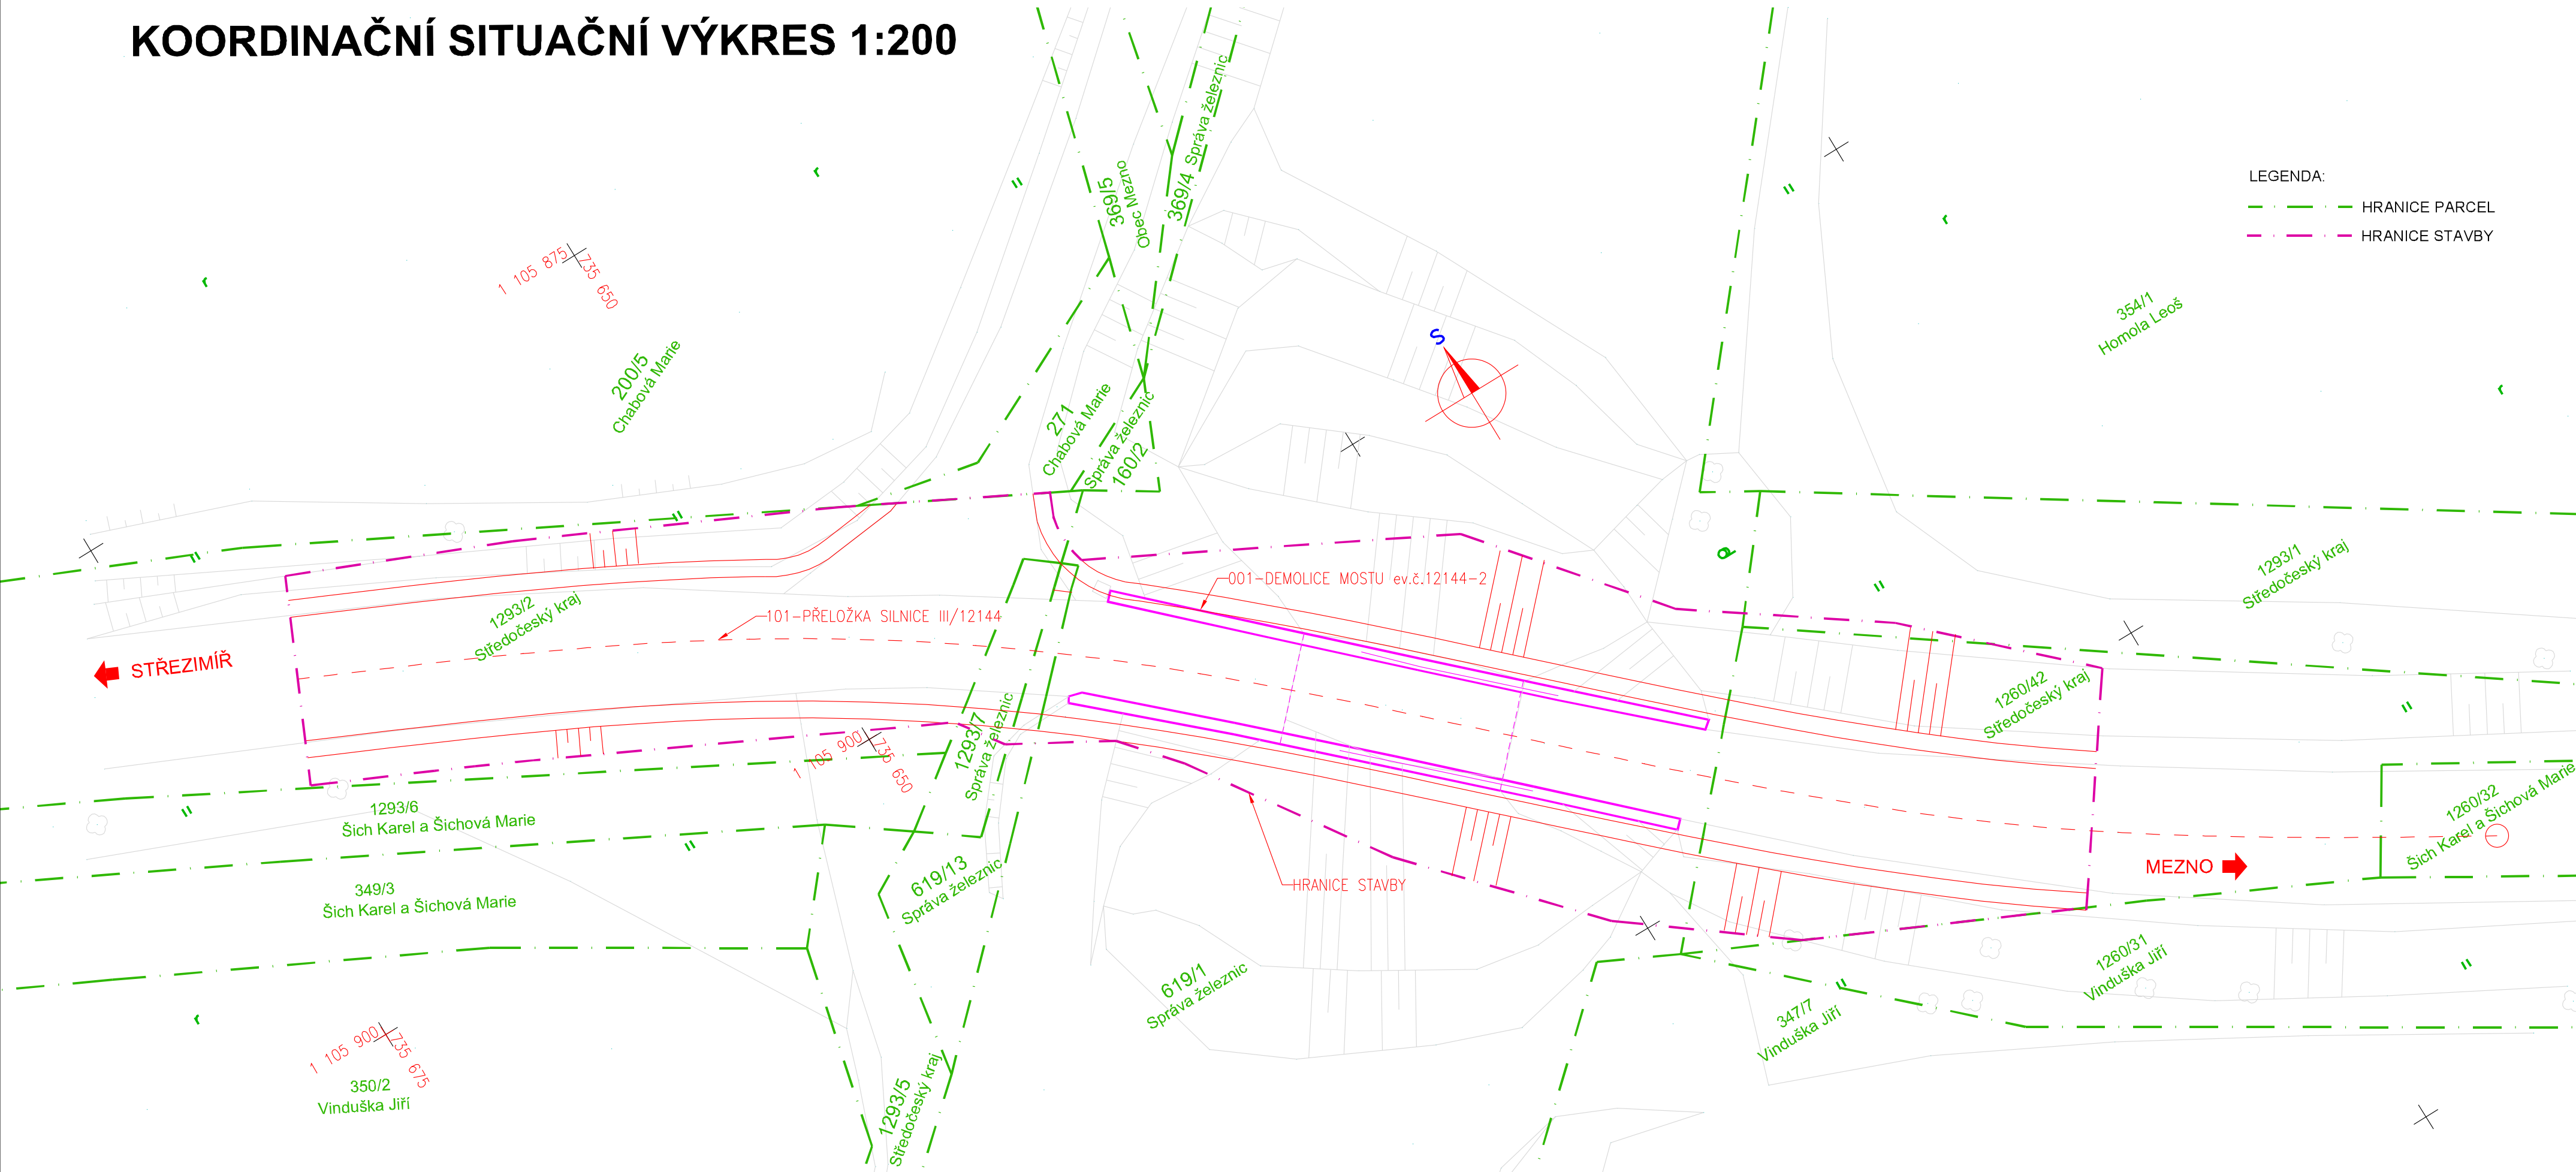 KOORDINAČNÍ SITUAČNÍ VÝKRES 1:200
LEGENDA:
HRANICE PARCEL
HRANICE STAVBY
369/5
Obec Mezno
369/4 Správa železnic
S
1 105 875
735 650
200/5
Chabová Marie
271
Chabová Marie
Správa železnic
160/2
354/1
Homola Leoš
1293/1
Středočeský kraj
001-DEMOLICE MOSTU ev.č.12144-2
101-PŘELOŽKA SILNICE III/12144
1293/2
Středočeský kraj
STŘEZIMÍŘ
1260/42
Středočeský kraj
1293/7
Správa železnic
1 105 900
735 650
1293/6
Šich Karel a Šichová Marie
1260/32
Šich Karel a Šichová Marie
MEZNO
HRANICE STAVBY
349/3
Šich Karel a Šichová Marie
619/13
Správa železnic
619/1
Správa železnic
1260/31
Vinduška Jiří
347/7
Vinduška Jiří
1 105 900
735 675
350/2
Vinduška Jiří
1293/5
Středočeský kraj